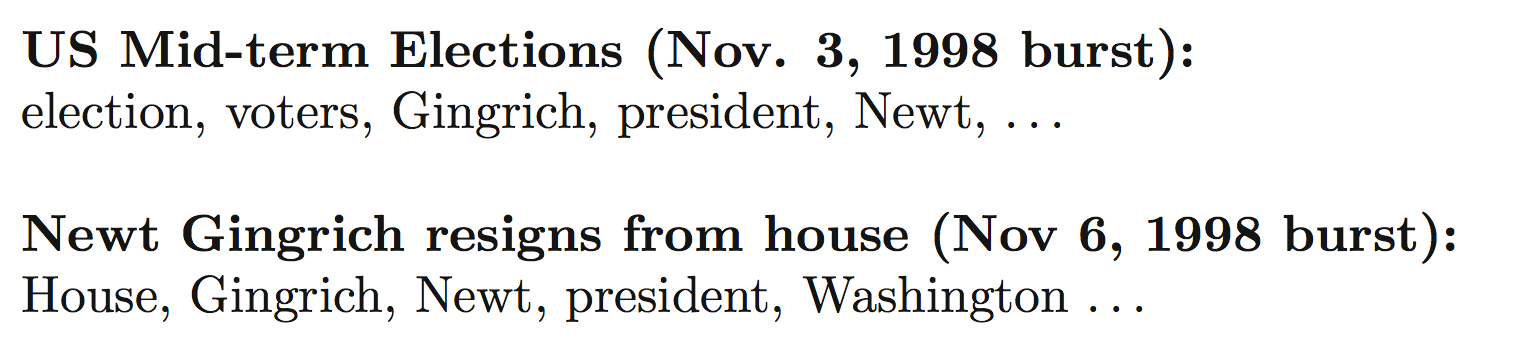 US Mid-term Elections (Nov. 3, 1998 burst):
election, voters, Gingrich, president, Newt, ...
Newt Gingrich resigns from house (Nov 6, 1998 burst):
House, Gingrich, Newt, president, Washington ...